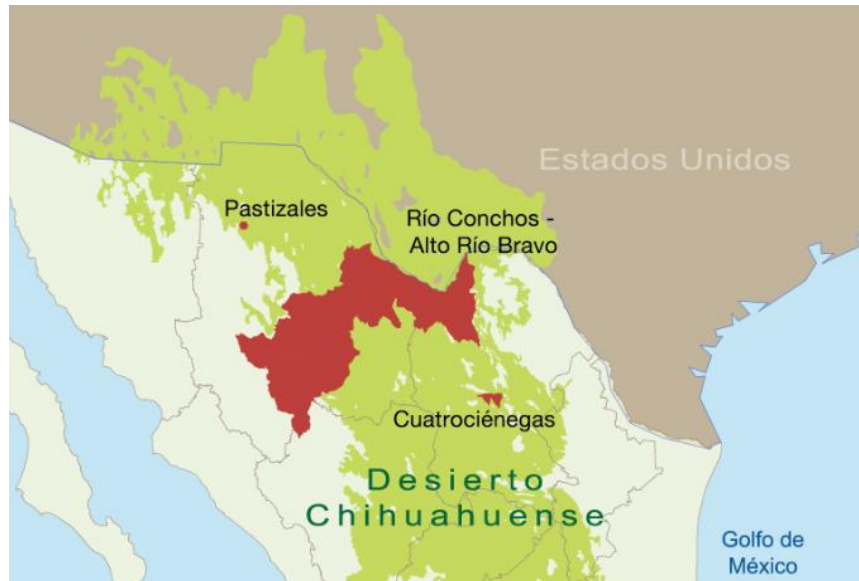 Estados Unidos
Pastizales
Río Conchos -
Alto Río Bravo
Cuatrociénegas
Desierto
Chihuahuense
Golfo de
México